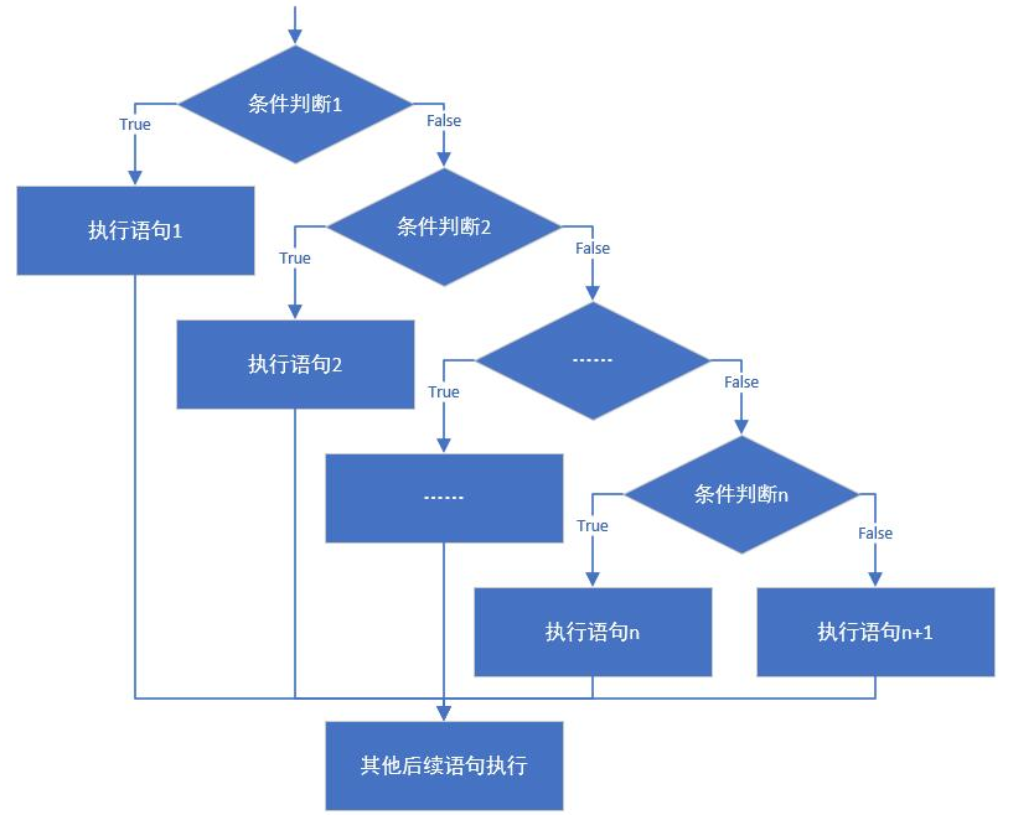 条件判断1
True
False
条件判断2
执行语句1
True
False
执行语句2
······
True
False
······
条件判断n
True
False
执行语句n
执行语句n+1
其他后续语句执行